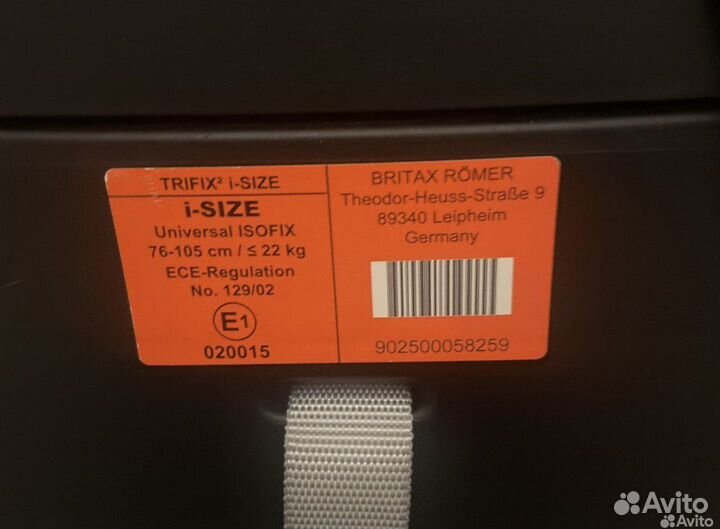 TRIFIX² i-SIZE
i-SIZE
Universal ISOFIX
76-105 cm / ≤ 22 kg
ECE-Regulation
No. 129/02
E1
020015
BRITAX RÖMER
Theodor-Heuss-Straße 9
89340 Leipheim
Germany
902500058259
Avito
Avito